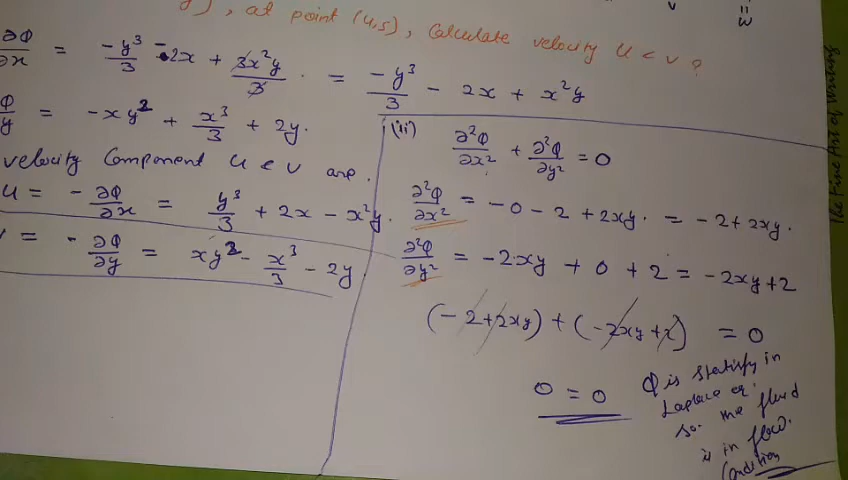 ), at point (4,5), Calculate velocity u & v ?
∂Φ/∂x = -y³/3 - 2x + 3x²y/3 = -y³/3 - 2x + x²y
Φ/y = -xy² + x³/3 + 2y.
velocity Component u & v are.
u = -∂Φ/∂x = y³/3 + 2x - x²y.
= -∂Φ/∂y = xy² - x³/3 - 2y
(ii) ∂²Φ/∂x² + ∂²Φ/∂y² = 0
∂²Φ/∂x² = -0 - 2 + 2xy. = -2 + 2xy.
∂²Φ/∂y² = -2xy + 0 + 2 = -2xy + 2
(-2 + 2xy) + (-2xy + 2) = 0
0 = 0
Φ is statisfy in
Laplace eq.
so. the fluid
is in flow.
Condition
The Fine Art of Writing